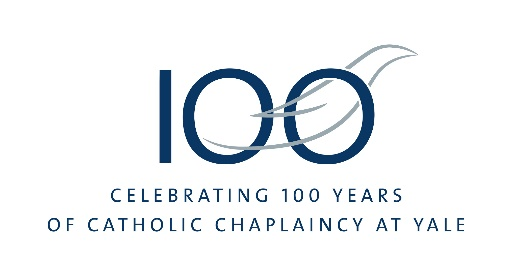 100
CELEBRATING 100 YEARS
OF CATHOLIC CHAPLAINCY AT YALE